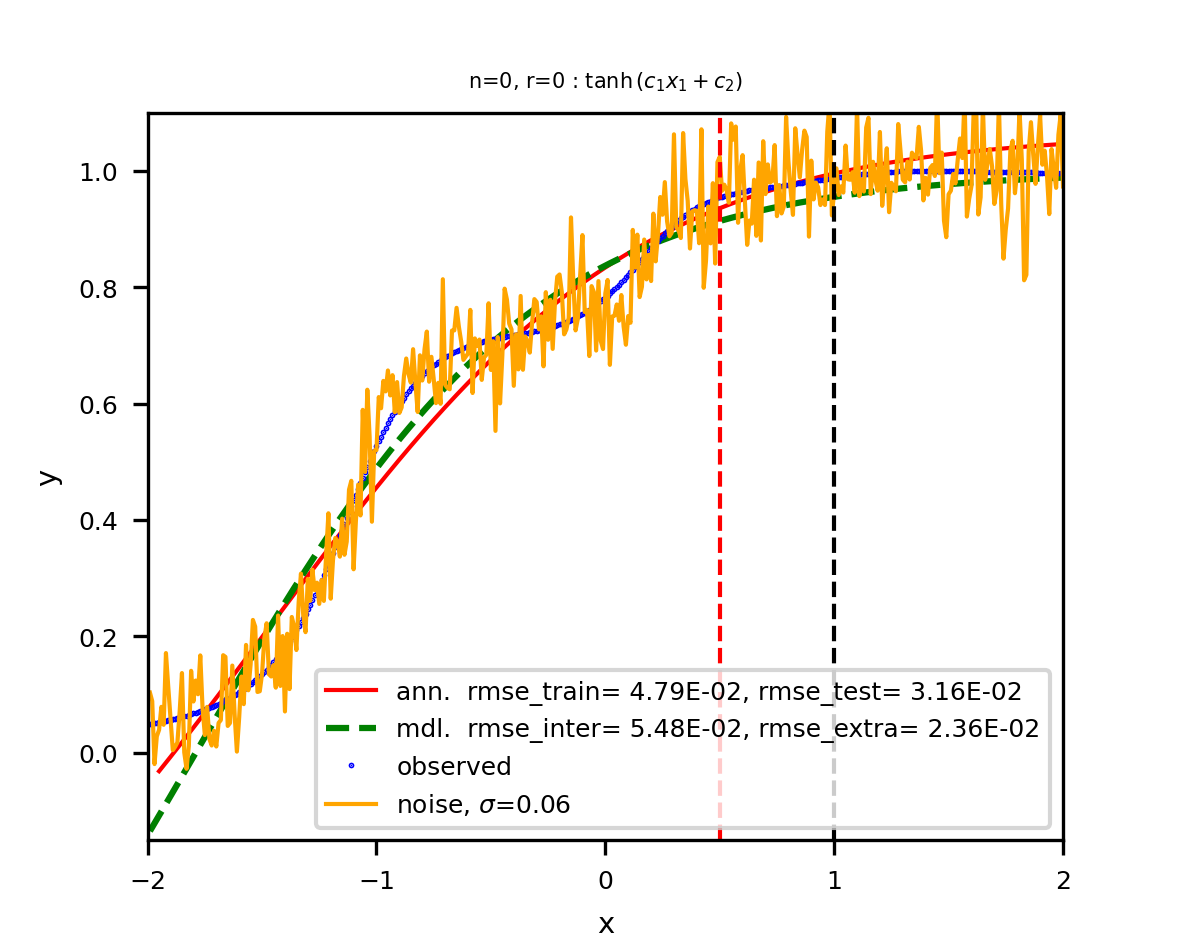 n=0, r=0 : tanh (c₁x₁ + c₂)
y
1.0
0.8
0.6
0.4
0.2
0.0
ann.  rmse_train= 4.79E-02, rmse_test= 3.16E-02
mdl.  rmse_inter= 5.48E-02, rmse_extra= 2.36E-02
observed
noise, σ=0.06
−2 −1 0 1 2
x